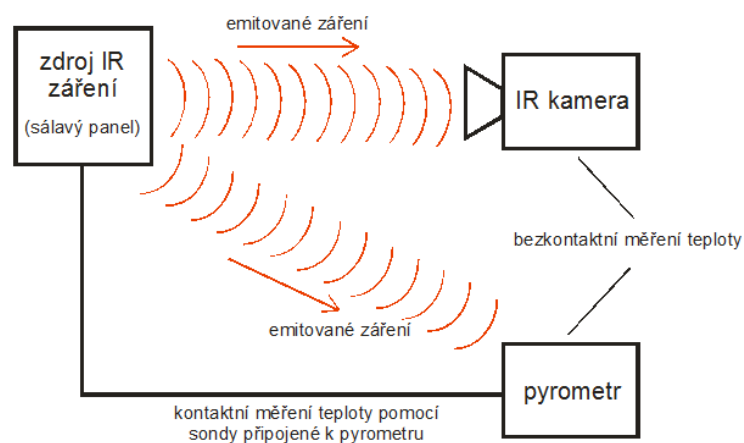 emitované záření
zdroj IR
záření
(sálavý panel)
IR kamera
bezkontaktní měření teploty
emitované záření
pyrometr
kontaktní měření teploty pomocí
sondy připojené k pyrometru